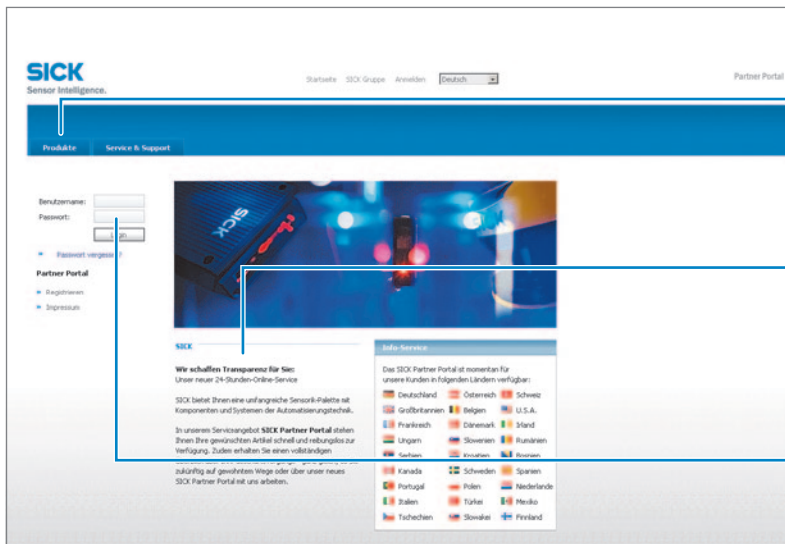 SICK
Sensor Intelligence.
Startseite SICK Gruppe Anmelden Deutsch
Partner Portal
Produkte Service & Support
Benutzername:
Passwort:
Login
Passwort vergessen?
Partner Portal
Registrieren
Impressum
SICK
SICK
Wir schaffen Transparenz für Sie:
Unser neuer 24-Stunden-Online-Service
SICK bietet Ihnen eine umfangreiche Sensorik-Palette mit
Komponenten und Systemen der Automatisierungstechnik.
In unserem Serviceangebot SICK Partner Portal stehen
Ihnen Ihre gewünschten Artikel schnell und reibungslos zur
Verfügung. Zudem erhalten Sie einen vollständigen
zukünftig auf gewohntem Wege oder über unser neues
SICK Partner Portal mit uns arbeiten.
Info-Service
Das SICK Partner Portal ist momentan für
unsere Kunden in folgenden Ländern verfügbar:
Deutschland Österreich Schweiz
Großbritannien Belgien U.S.A.
Frankreich Dänemark Irland
Ungarn Slowenien Rumänien
Serbien Kroatien Bosnien
Kanada Schweden Spanien
Portugal Polen Niederlande
Italien Türkei Mexiko
Tschechien Slowakei Finnland